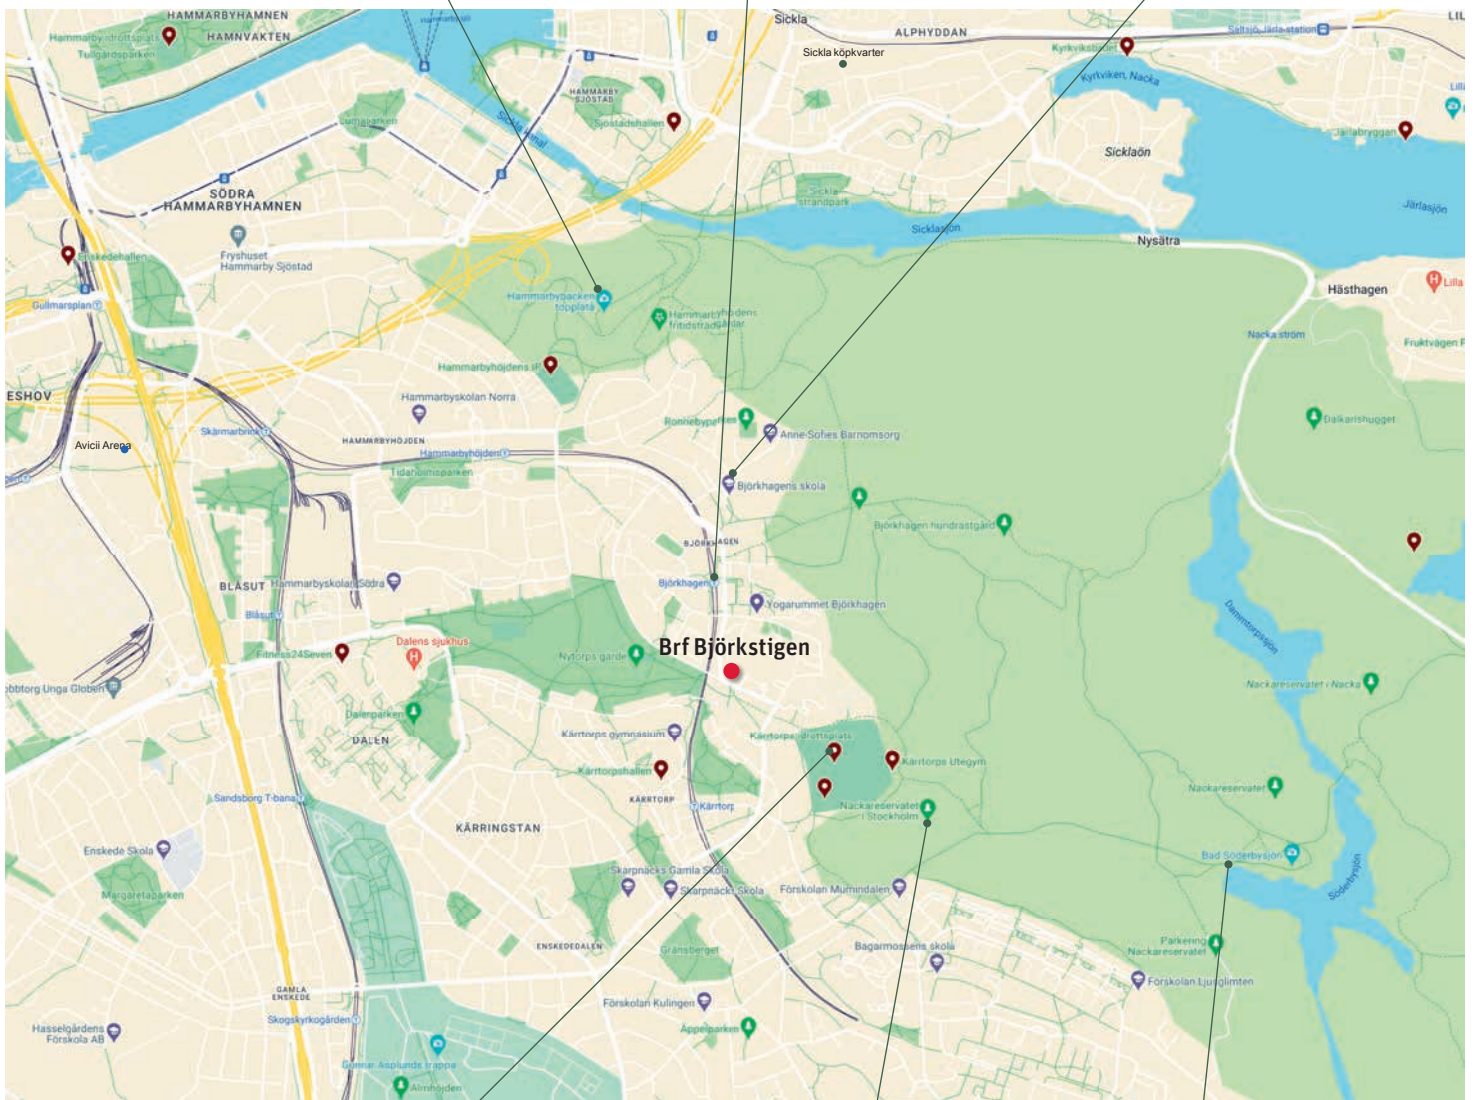 HAMMARBYHAMNEN
HAMNVAKTEN
Hammarby idrottsplats
Tullgårdsparken
Sickla
ALPHYDDAN
Sickla köpkvarter
Kyrkviksbadet
Saltsjö-Järla station
Kyrkviken, Nacka
HAMMARBY
SJÖSTAD
Sjöstadshallen
Lumaparken
Sickla kanal
Järlabryggan
Sicklaön
SÖDRA
HAMMARBYHAMNEN
Sickla
strandpark
Järlasjön
Fryshuset
Hammarby Sjöstad
Sicklasjön
Nysätra
Enskedehallen
Gullmarsplan
Hammarbybacken
topplatå
Hammarbyhöjdens
fritidsträdgårdar
Hästhagen
Lilla
Nacka ström
Fruktvägen
Hammarbyhöjdens IP
ESHOV
Hammarbyskolan Norra
Skärmarbrink
HAMMARBYHÖJDEN
Hammarbyhöjden
Avicii Arena
Tidaholmsparken
Ronnebyparken
Anne-Sofies Barnomsorg
Dalkarlshugget
Björkhagens skola
Björkhagen hundrastgård
BJÖRKHAGEN
Björkhagen
BLÅSUT
Hammarbyskolan Södra
Blåsut
Yogarummet Björkhagen
Dammtorpssjön
Fitness24Seven
Dalens sjukhus
Nytorps gärde
Brf Björkstigen
obbtorg Unga Globen
Nackareservatet i Nacka
Dalenparken
DALEN
Kärrtorps gymnasium
Kärrtorps idrottsplats
Kärrtorps Utegym
Kärrtorpshallen
Sandsborg T-bana
KÄRRTORP
Kärrtorp
Nackareservatet
i Stockholm
Nackareservatet
KÄRRINGSTAN
Enskede Skola
Bad Söderbysjön
Söderbysjön
Margaretaparken
Skarpnäcks Gamla Skola
Skarpnäcks Skola
Förskolan Mumindalen
ENSKEDEDALEN
Gränsberget
Bagarmossens skola
Parkering
Nackareservatet
Förskolan Ljunglimten
GAMLA
ENSKEDE
Förskolan Kulingen
Skogskyrkogården
Äppelparken
Hasselgårdens
Förskola AB
Gunnar Asplunds trappa
Almhöjden